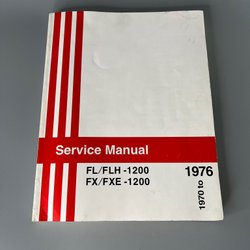 Service Manual
FL/FLH -1200
FX/FXE -1200
1976
1970 to